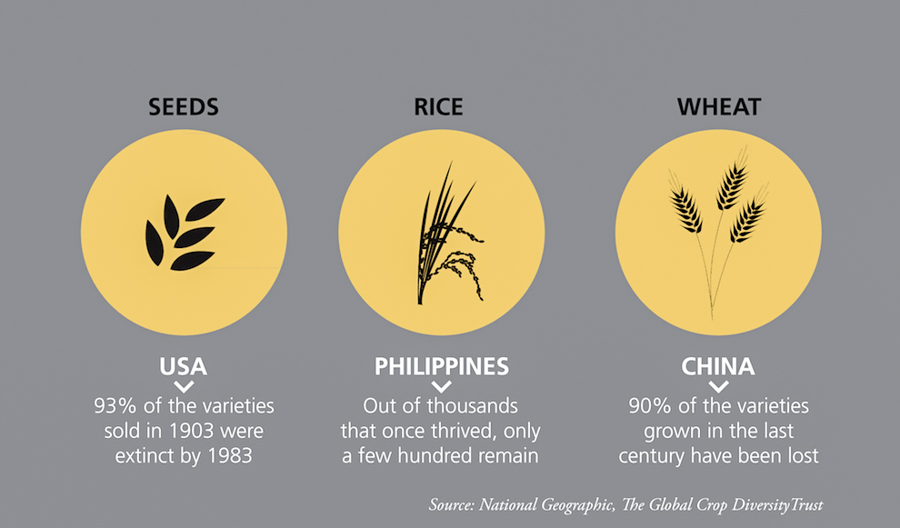 SEEDS
USA
93% of the varieties
sold in 1903 were
extinct by 1983
RICE
PHILIPPINES
Out of thousands
that once thrived, only
a few hundred remain
WHEAT
CHINA
90% of the varieties
grown in the last
century have been lost
Source: National Geographic, The Global Crop DiversityTrust